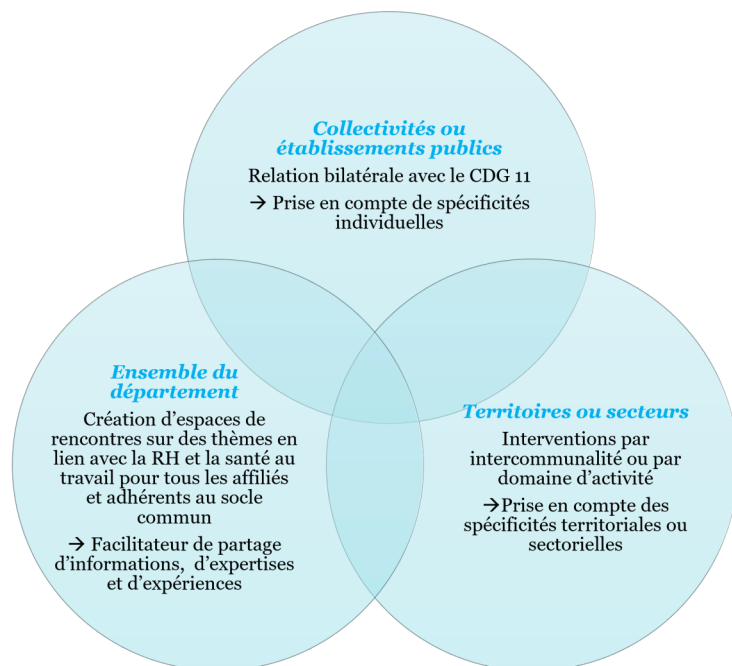 Collectivités ou
établissements publics
Relation bilatérale avec le CDG 11
→ Prise en compte de spécificités
individuelles
Ensemble du
département
Création d’espaces de
rencontres sur des thèmes en
lien avec la RH et la santé au
travail pour tous les affiliés
et adhérents au socle
commun
→ Facilitateur de partage
d’informations, d’expertises
et d’expériences
Territoires ou secteurs
Interventions par
intercommunalité ou par
domaine d’activité
→Prise en compte des
spécificités territoriales ou
sectorielles